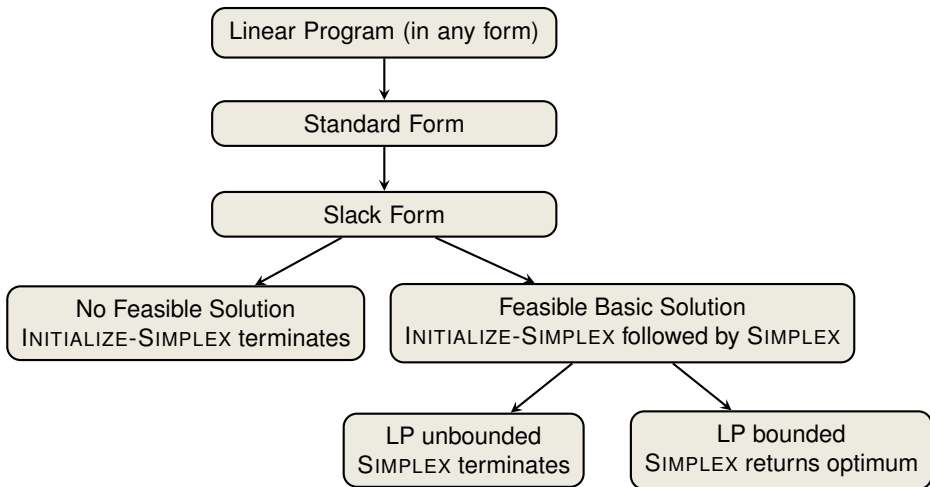 Linear Program (in any form)
Standard Form
Slack Form
No Feasible Solution
INITIALIZE-SIMPLEX terminates
Feasible Basic Solution
INITIALIZE-SIMPLEX followed by SIMPLEX
LP unbounded
SIMPLEX terminates
LP bounded
SIMPLEX returns optimum